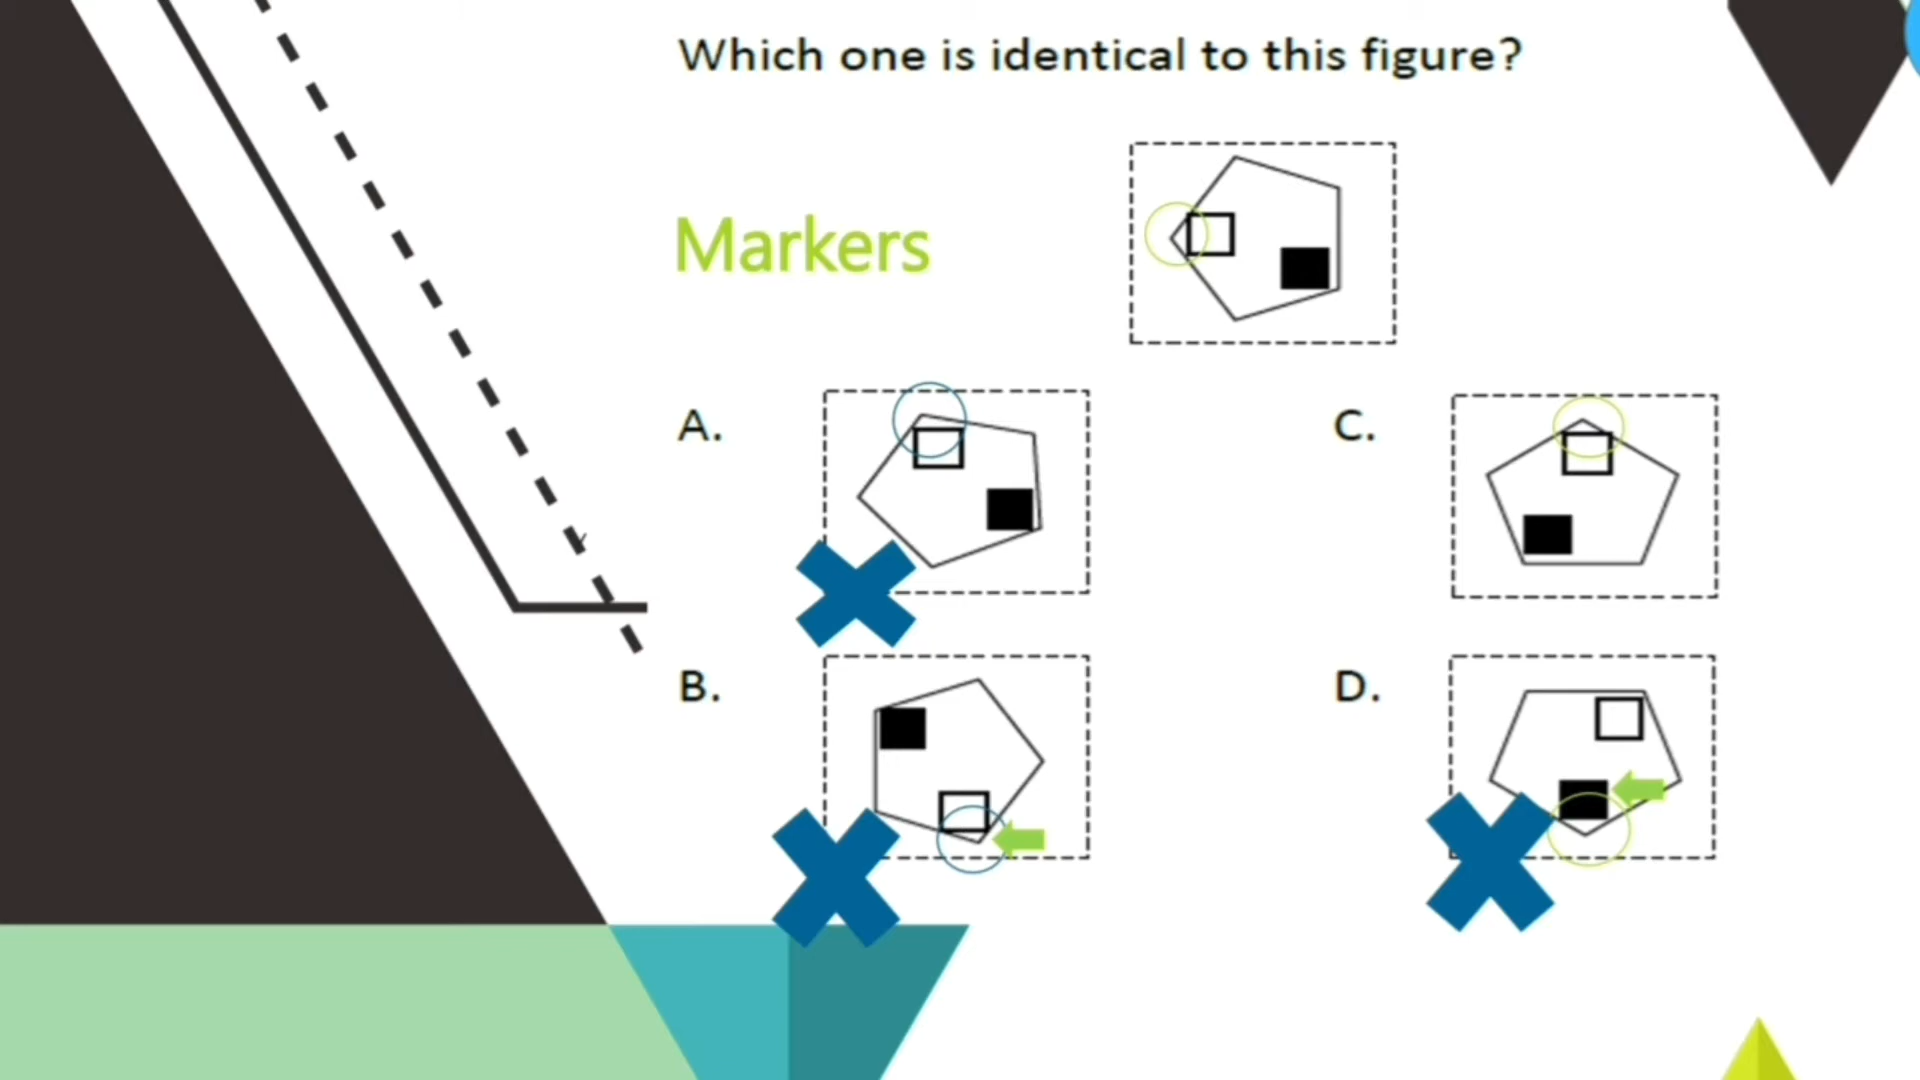 Which one is identical to this figure?
Markers
A.
C.
B.
D.